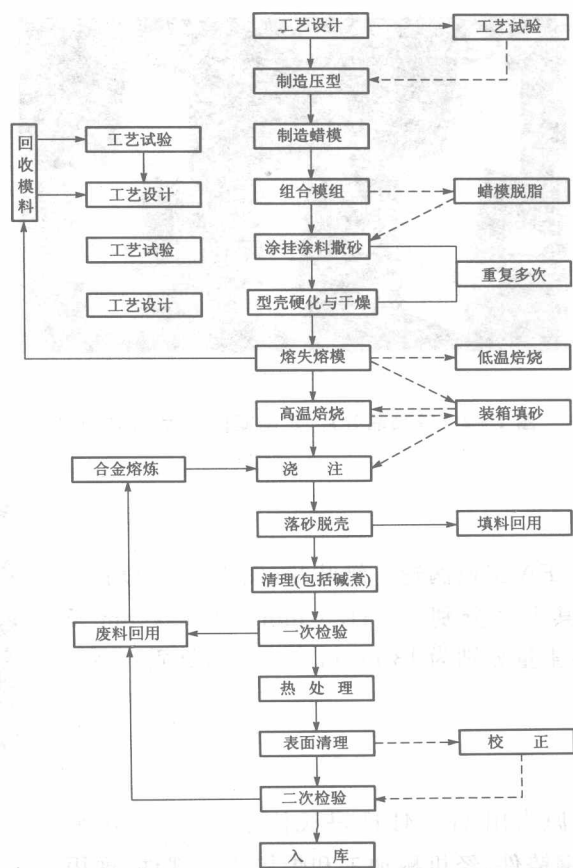 工艺设计
工艺试验
制造压型
制造蜡模
回收模料
工艺试验
工艺设计
组合模组
蜡模脱脂
工艺试验
涂挂涂料撒砂
重复多次
工艺设计
型壳硬化与干燥
熔失熔模
低温焙烧
高温焙烧
装箱填砂
合金熔炼
浇 注
落砂脱壳
填料回用
清理(包括碱煮)
废料回用
一次检验
热 处 理
表面清理
校 正
二次检验
入 库